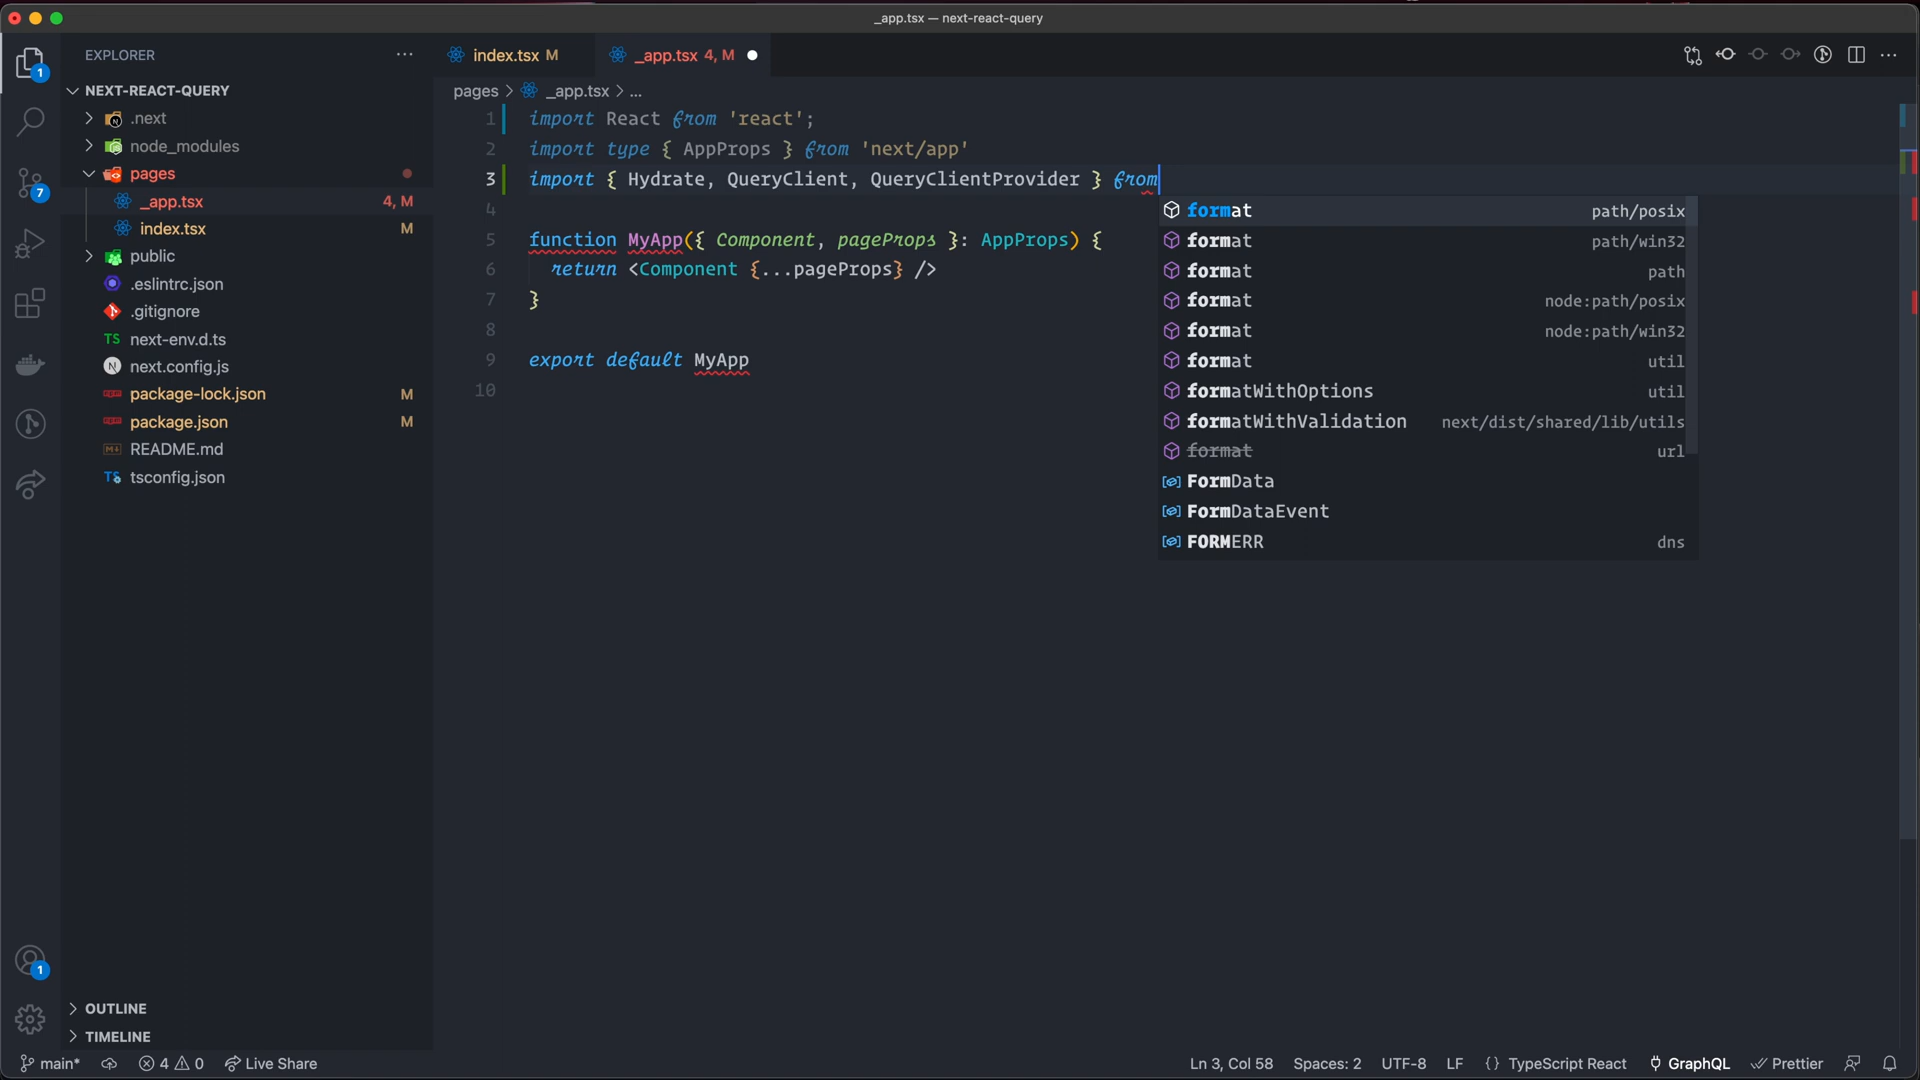 _app.tsx — next-react-query
1
EXPLORER
index.tsx M
_app.tsx 4, M
NEXT-REACT-QUERY
pages > _app.tsx > ...
.next
node_modules
pages
_app.tsx 4, M
index.tsx M
public
.eslintrc.json
.gitignore
TS next-env.d.ts
N next.config.js
package-lock.json M
package.json M
README.md
TS tsconfig.json
7
1 import React from 'react';
2 import type { AppProps } from 'next/app'
3 import { Hydrate, QueryClient, QueryClientProvider } from
4
5 function MyApp({ Component, pageProps }: AppProps) {
6 return <Component {...pageProps} />
7 }
8
9 export default MyApp
10
format path/posix
format path/win32
format path
format node:path/posix
format node:path/win32
format util
formatWithOptions util
formatWithValidation next/dist/shared/lib/utils
format url
FormData
FormDataEvent
FORMERR dns
1
OUTLINE
TIMELINE
main* 4 0 Live Share
Ln 3, Col 58 Spaces: 2 UTF-8 LF {} TypeScript React GraphQL Prettier